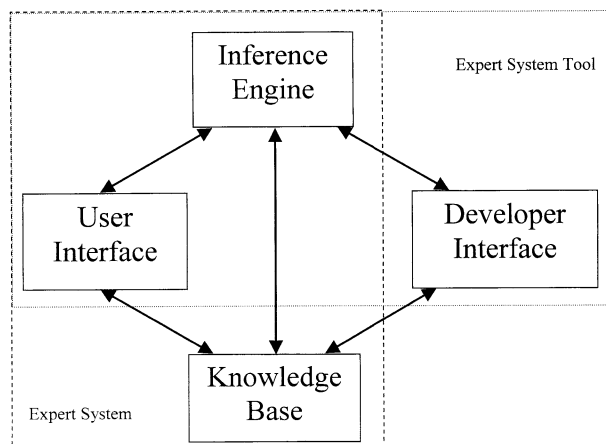 Inference
Engine
Expert System Tool
User
Interface
Developer
Interface
Knowledge
Base
Expert System